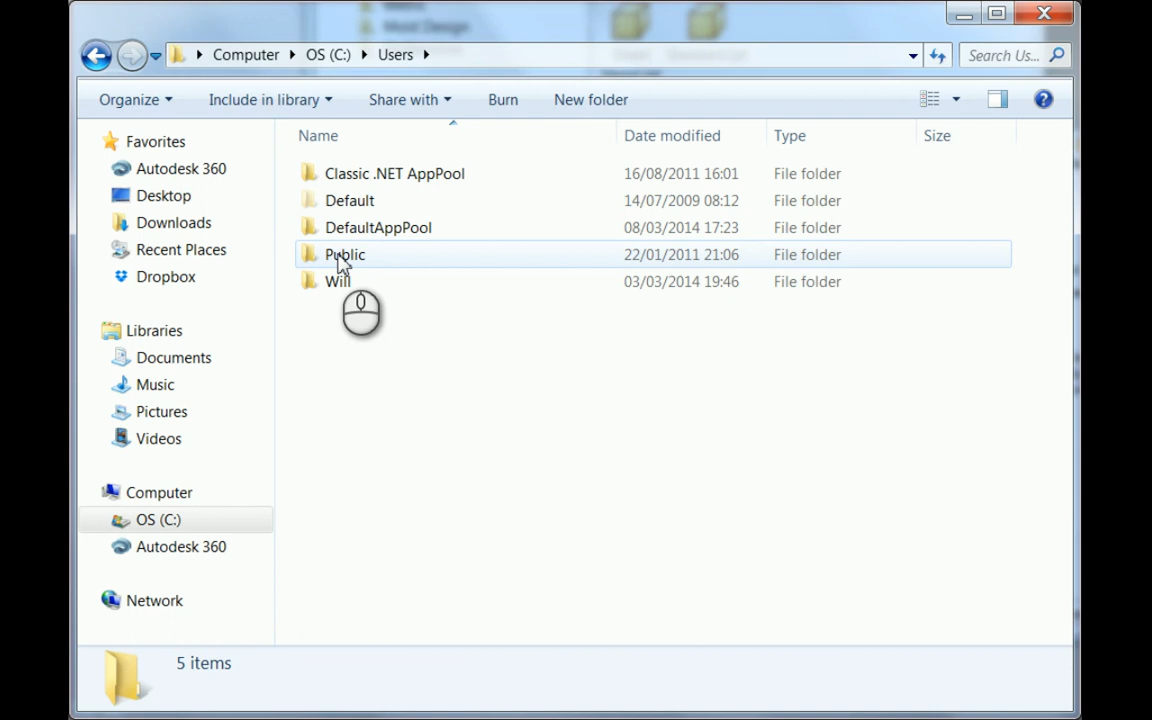 Mold Design
Computer OS (C:) Users
Search Us...
Organize Include in library Share with Burn New folder
Name Date modified Type Size
Favorites
Autodesk 360
Desktop
Downloads
Recent Places
Dropbox
Libraries
Documents
Music
Pictures
Videos
Computer
OS (C:)
Autodesk 360
Network
Classic .NET AppPool 16/08/2011 16:01 File folder
Default 14/07/2009 08:12 File folder
DefaultAppPool 08/03/2014 17:23 File folder
Public 22/01/2011 21:06 File folder
Will 03/03/2014 19:46 File folder
5 items